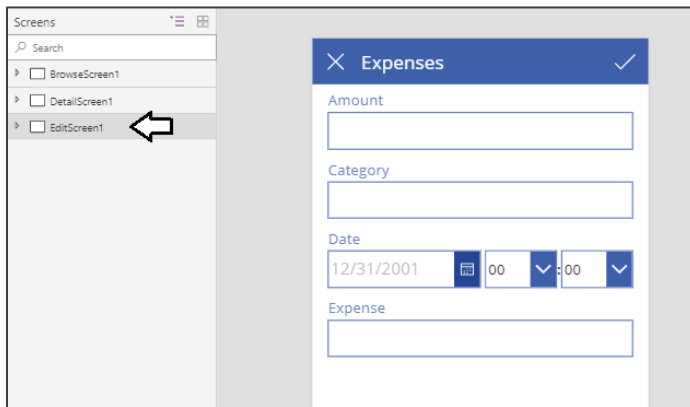 Screens
Search
BrowseScreen1
DetailScreen1
EditScreen1
Expenses
Amount
Category
Date
12/31/2001 00 : 00
Expense